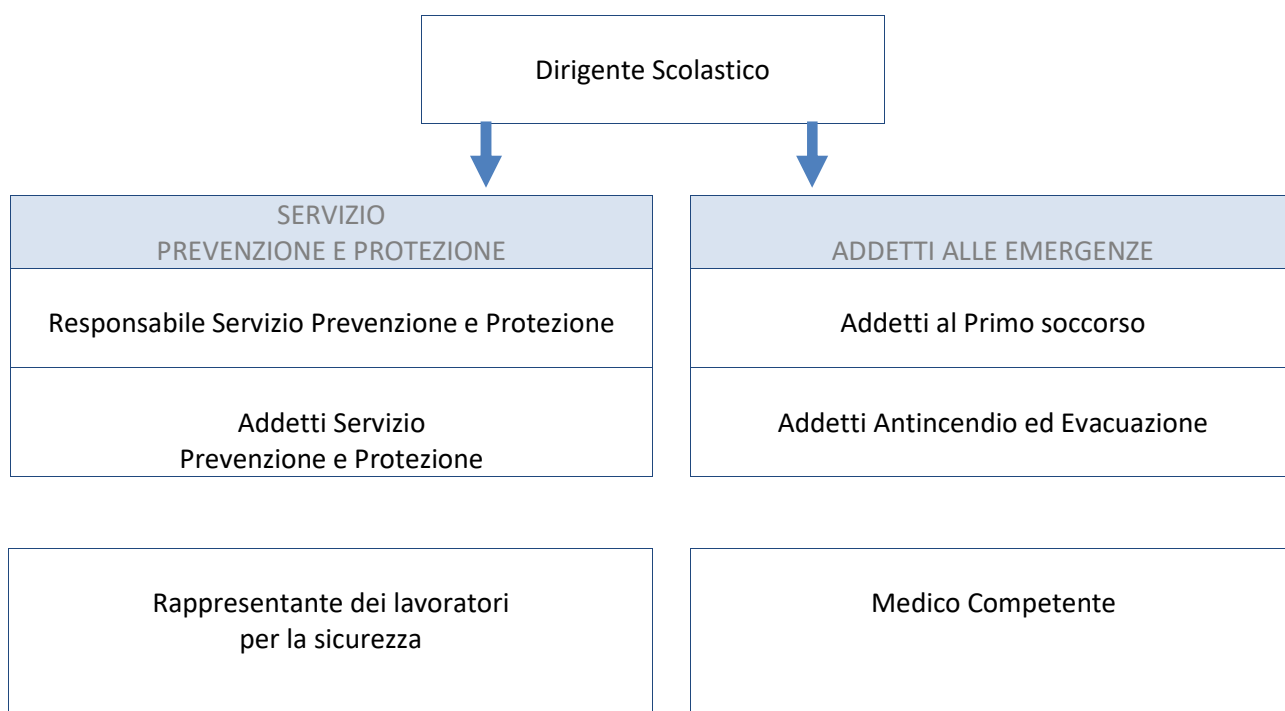 Dirigente Scolastico
SERVIZIO
PREVENZIONE E PROTEZIONE
Responsabile Servizio Prevenzione e Protezione
Addetti Servizio
Prevenzione e Protezione
ADDETTI ALLE EMERGENZE
Addetti al Primo soccorso
Addetti Antincendio ed Evacuazione
Rappresentante dei lavoratori
per la sicurezza
Medico Competente